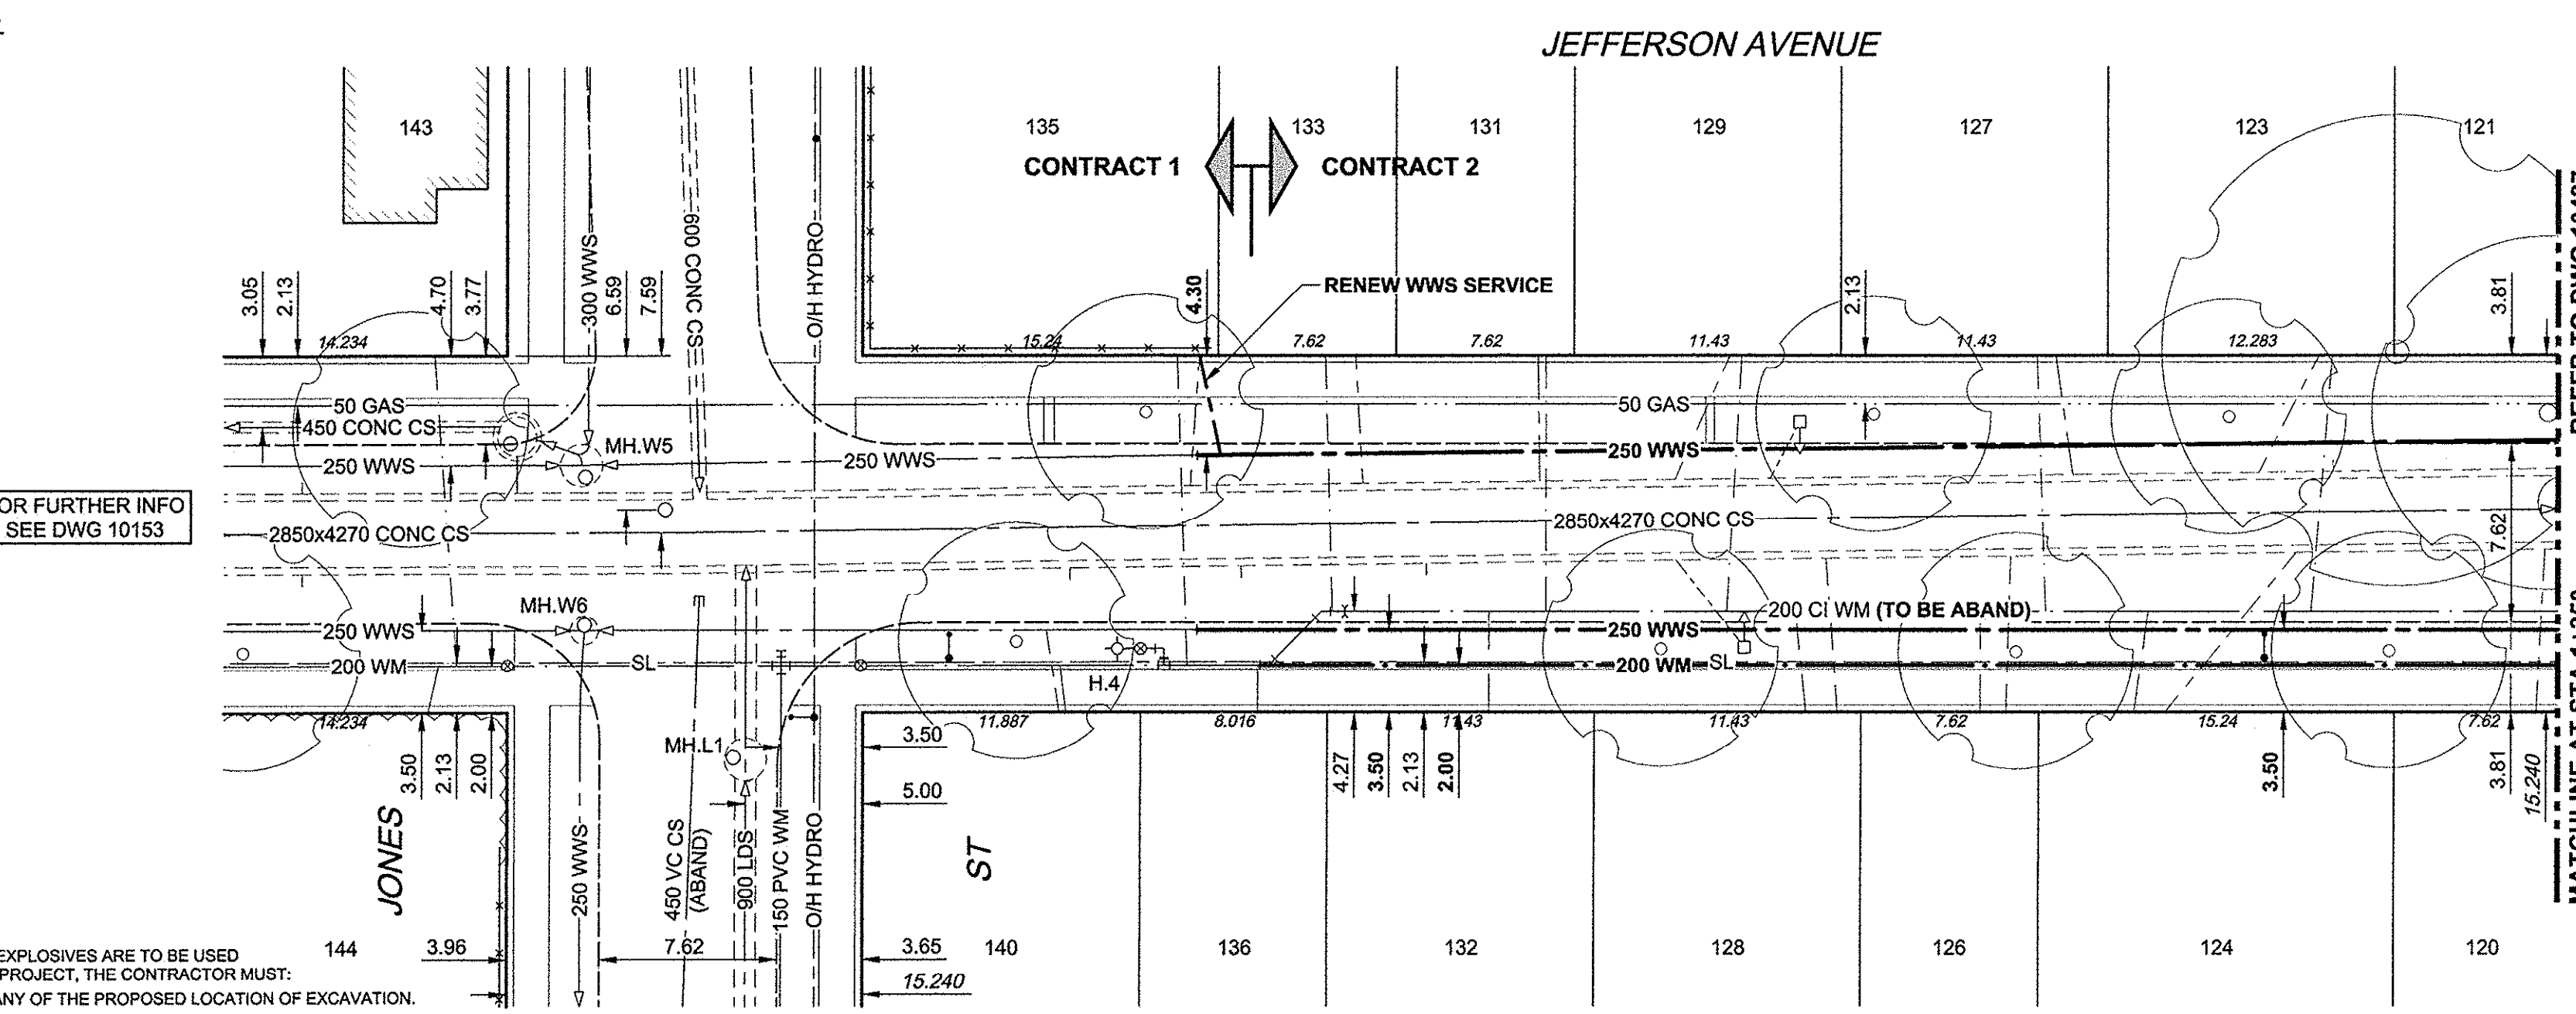 JEFFERSON AVENUE
143
135
133
131
129
127
123
121
CONTRACT 1
CONTRACT 2
300 WWS
900 CONC CS
O/H HYDRO
3.05
2.13
4.70
3.77
6.59
7.59
4.30
RENEW WWS SERVICE
2.13
3.81
14.234
15.24
7.62
7.62
11.43
11.43
12.283
50 GAS
50 GAS
450 CONC CS
MH.W5
250 WWS
250 WWS
250 WWS
OR FURTHER INFO
SEE DWG 10153
2850x4270 CONC CS
2850x4270 CONC CS
7.62
MH.W6
200 CI WM (TO BE ABAND)
250 WWS
250 WWS
200 WM
SL
200 WM
SL
H.4
14.234
11.887
8.016
11.43
11.43
7.62
15.24
7.62
MH.L1
3.50
3.50
2.13
2.00
5.00
4.27
3.50
2.13
2.00
3.50
3.81
15.240
JONES
ST
250 WWS
450 VC CS
(ABAND)
900 LDS
150 PVC WM
O/H HYDRO
EXPLOSIVES ARE TO BE USED
PROJECT, THE CONTRACTOR MUST:
ANY OF THE PROPOSED LOCATION OF EXCAVATION.
144
3.96
7.62
3.65
15.240
140
136
132
128
126
124
120